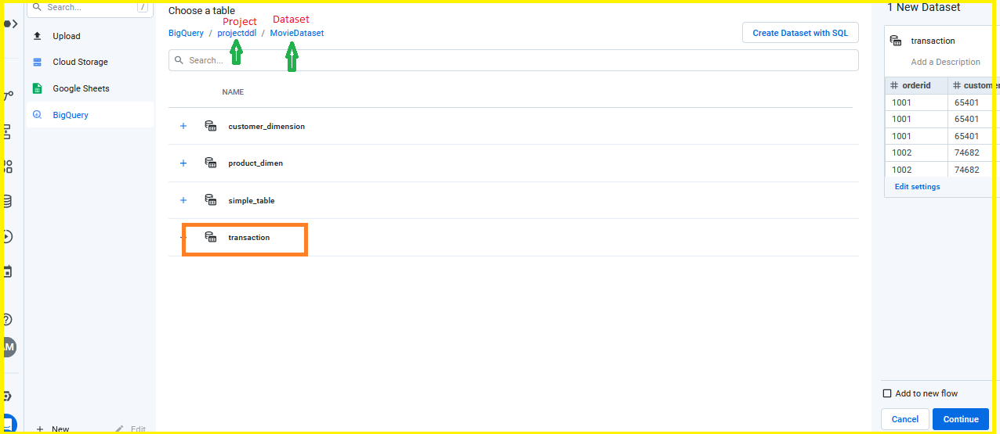 Search... /
Upload
Cloud Storage
Google Sheets
BigQuery
+ New Edit
Choose a table
Project Dataset
BigQuery / projectddl / MovieDataset
Create Dataset with SQL
Search...
NAME
+ customer_dimension
+ product_dimen
+ simple_table
transaction
1 New Dataset
transaction
Add a Description
# orderid # customer
1001 65401
1001 65401
1001 65401
1002 74682
1002 74682
Edit settings
Add to new flow
Cancel Continue
AM